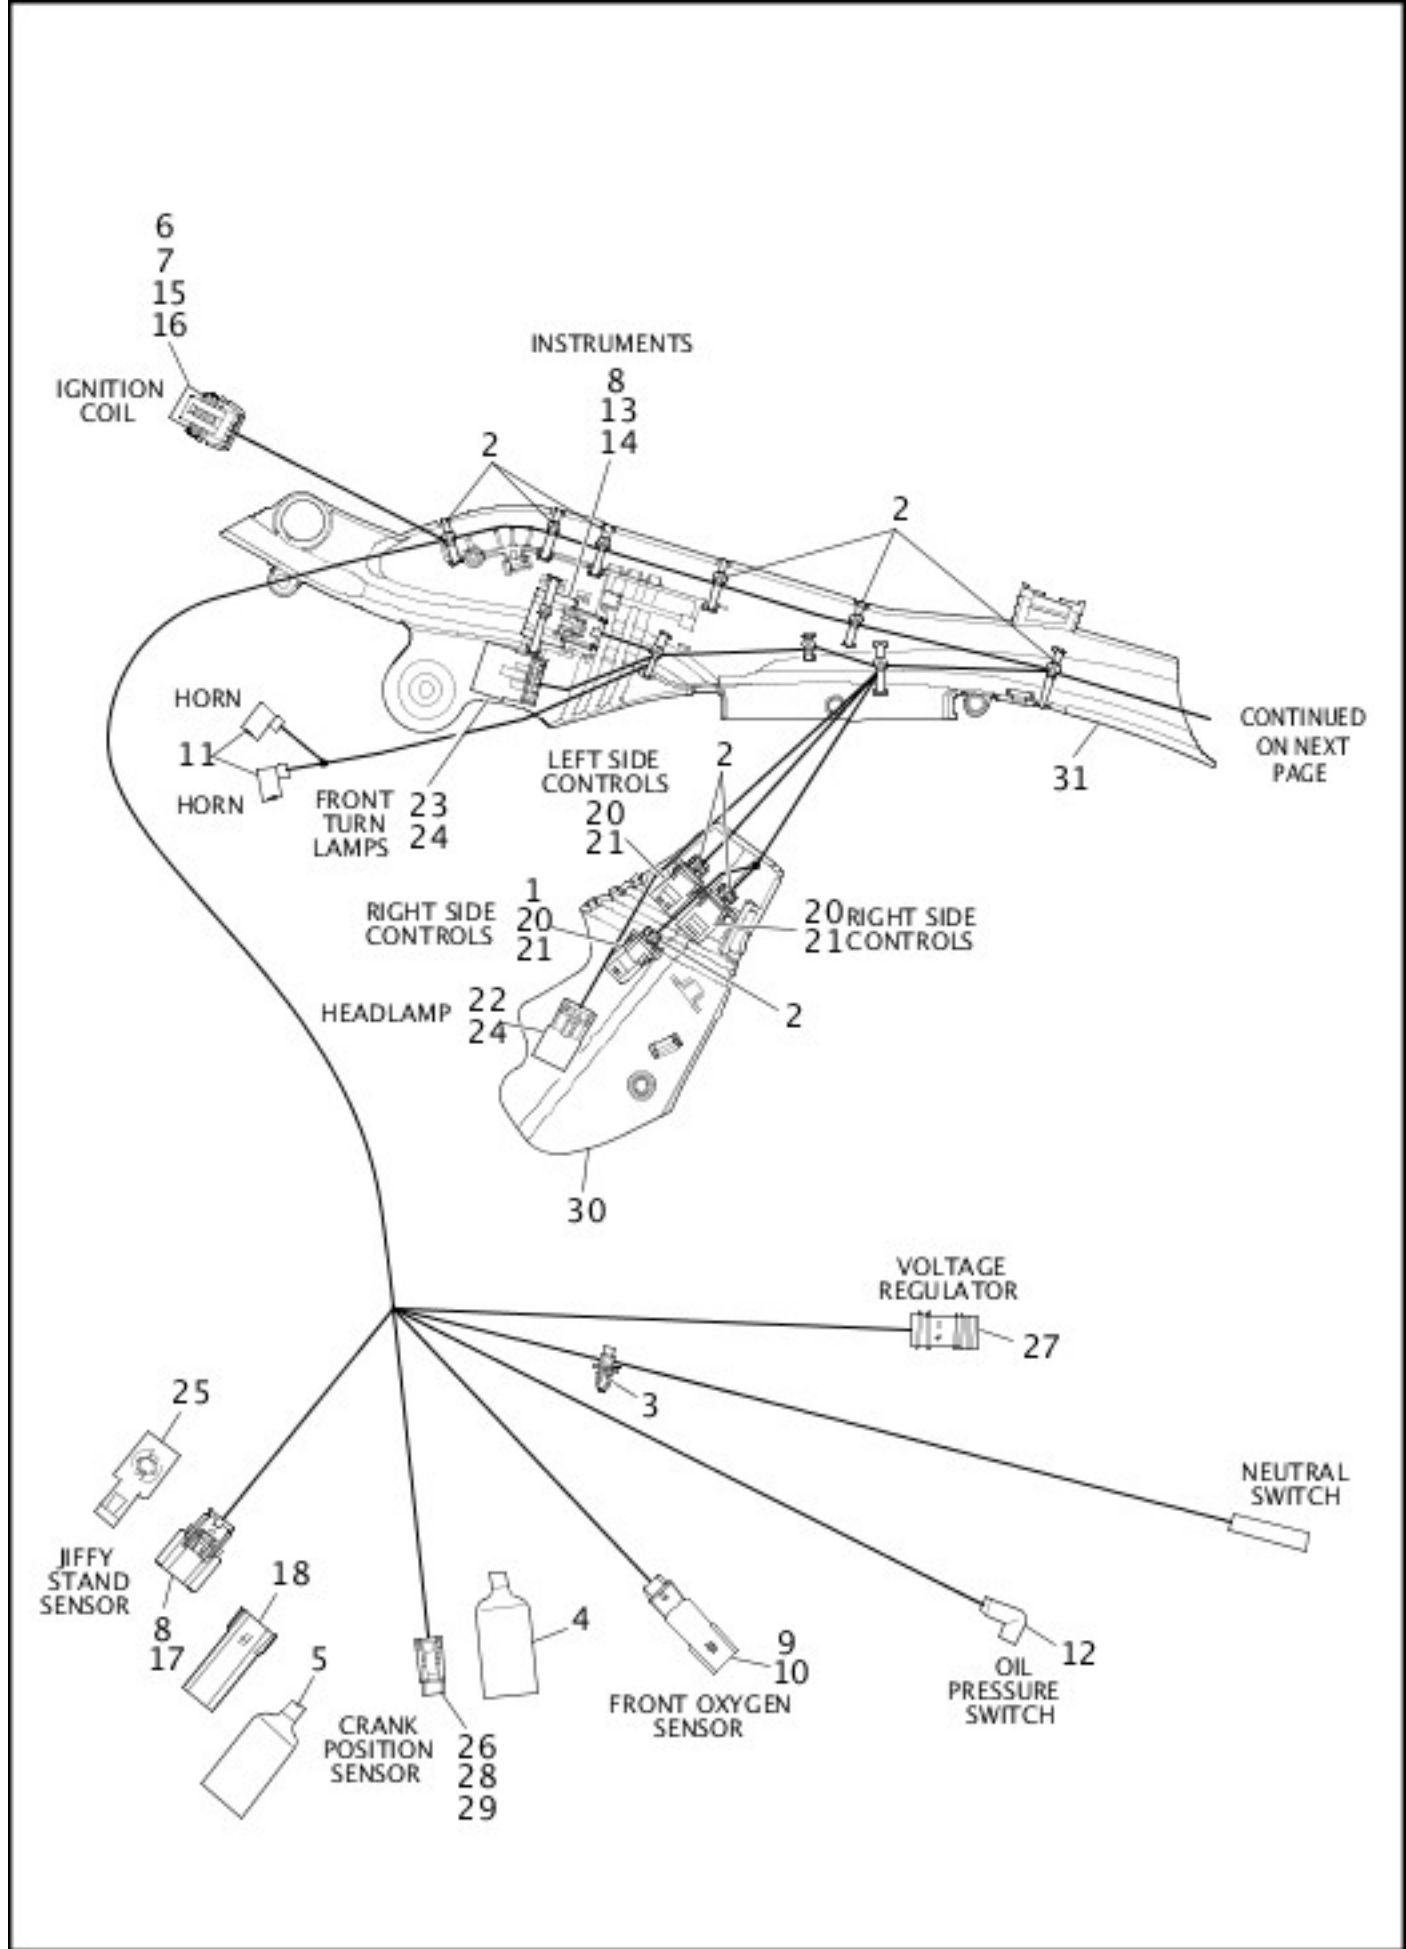 6
7
15
16
IGNITION
COIL
INSTRUMENTS
8
13
14
2
2
HORN
11
HORN
FRONT
TURN
LAMPS
23
24
LEFT SIDE
CONTROLS
20
21
2
31
CONTINUED
ON NEXT
PAGE
RIGHT SIDE
CONTROLS
1
20
21
20
21
RIGHT SIDE
CONTROLS
HEADLAMP
22
24
2
30
VOLTAGE
REGULATOR
27
3
25
NEUTRAL
SWITCH
JIFFY
STAND
SENSOR
8
17
18
5
4
CRANK
POSITION
SENSOR
26
28
29
9
10
FRONT OXYGEN
SENSOR
12
OIL
PRESSURE
SWITCH